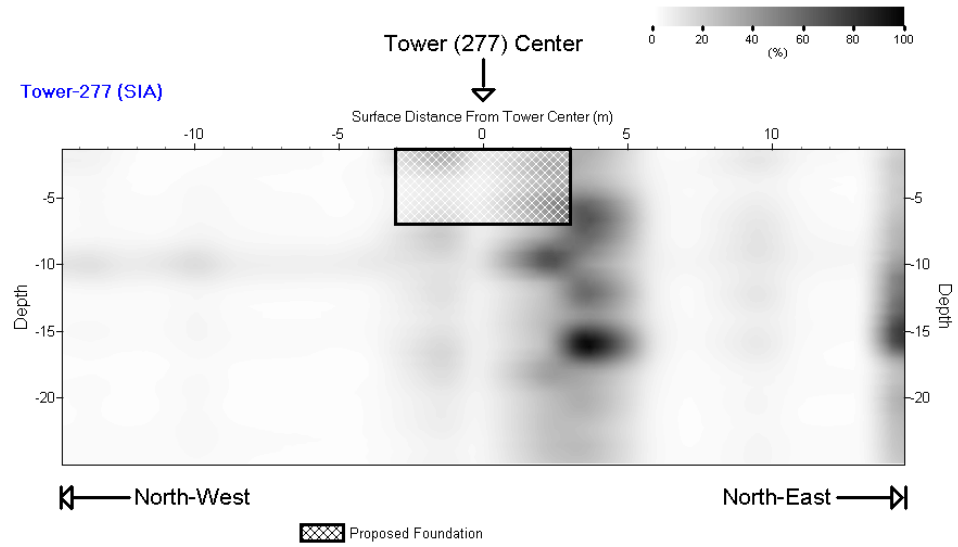 0 20 40 60 80 100
(%)
Tower (277) Center
Tower-277 (SIA)
Surface Distance From Tower Center (m)
-10 -5 0 5 10
-5 -5
-10 -10
-15 -15
-20 -20
Depth
Depth
North-West
North-East
Proposed Foundation